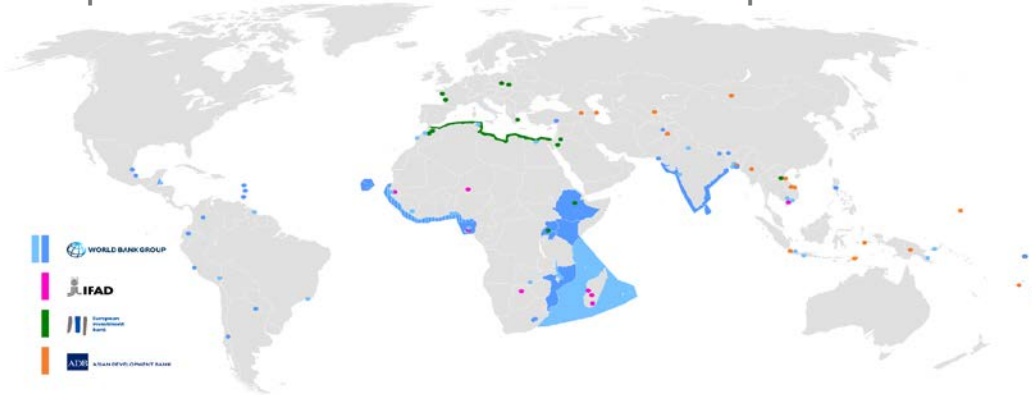 WORLD BANK GROUP
IFAD
European
Investment
Bank
ADB ASIAN DEVELOPMENT BANK